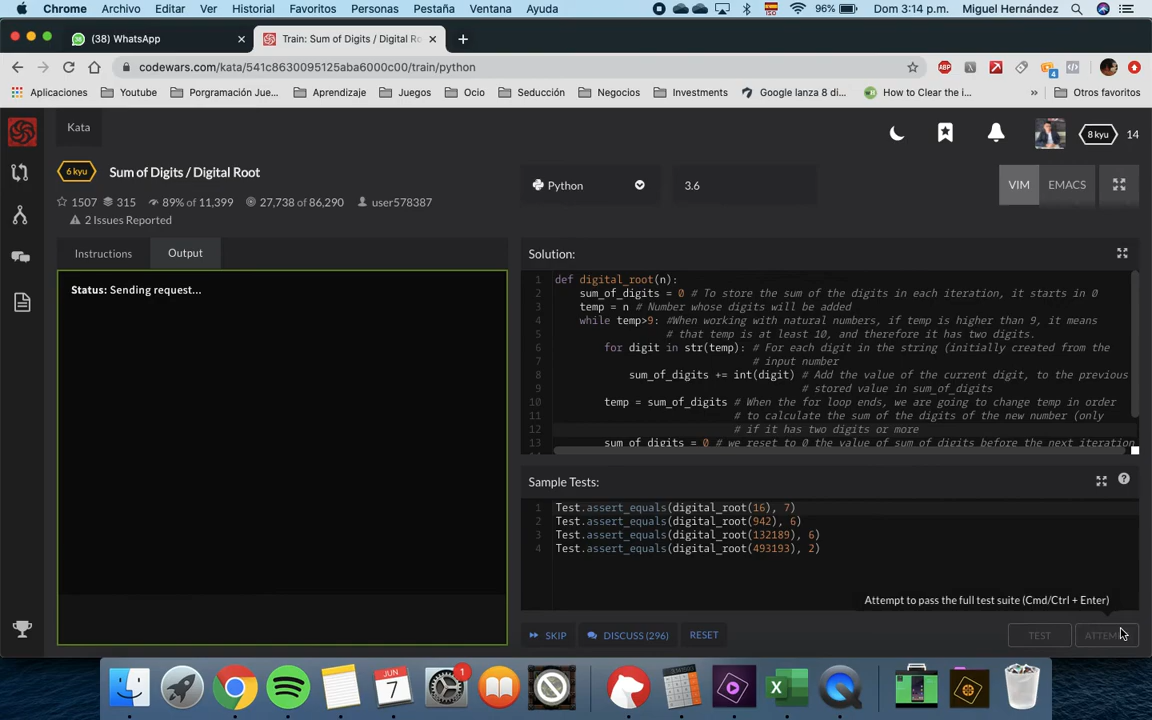 Chrome Archivo Editar Ver Historial Favoritos Personas Pestaña Ventana Ayuda 96% Dom 3:14 p.m. Miguel Hernández
(38) WhatsApp Train: Sum of Digits / Digital Ro
codewars.com/kata/541c8630095125aba6000c00/train/python ABP 4
Aplicaciones Youtube Porgramación Jue... Aprendizaje Juegos Ocio Seducción Negocios Investments Google lanza 8 di... How to Clear the i... » Otros favoritos
Kata 8 kyu 14
6 kyu Sum of Digits / Digital Root
Python 3.6 VIM EMACS
1507 315 89% of 11,399 27,738 of 86,290 user578387
2 Issues Reported
Instructions Output
Status: Sending request...
Solution:
1 def digital_root(n):
2 sum_of_digits = 0 # To store the sum of the digits in each iteration, it starts in 0
3 temp = n # Number whose digits will be added
4 while temp>9: #When working with natural numbers, if temp is higher than 9, it means
5 # that temp is at least 10, and therefore it has two digits.
6 for digit in str(temp): # For each digit in the string (initially created from the
7 # input number
8 sum_of_digits += int(digit) # Add the value of the current digit, to the previous
9 # stored value in sum_of_digits
10 temp = sum_of_digits # When the for loop ends, we are going to change temp in order
11 # to calculate the sum of the digits of the new number (only
12 # if it has two digits or more
13 sum_of_digits = 0 # we reset to 0 the value of sum of digits before the next iteration
Sample Tests:
1 Test.assert_equals(digital_root(16), 7)
2 Test.assert_equals(digital_root(942), 6)
3 Test.assert_equals(digital_root(132189), 6)
4 Test.assert_equals(digital_root(493193), 2)
Attempt to pass the full test suite (Cmd/Ctrl + Enter)
SKIP DISCUSS (296) RESET TEST ATTEM
JUN 7 1